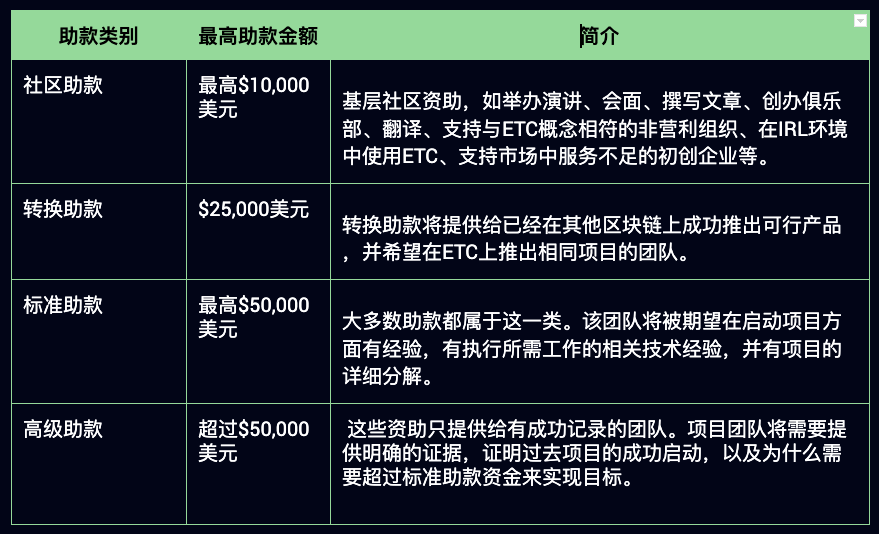 助款类别 最高助款金额 简介
社区助款
最高$10,000
美元
基层社区资助，如举办演讲、会面、撰写文章、创办俱乐
部、翻译、支持与ETC概念相符的非营利组织、在IRL环境
中使用ETC、支持市场中服务不足的初创企业等。
转换助款
$25,000美元
转换助款将提供给已经在其他区块链上成功推出可行产品
，并希望在ETC上推出相同项目的团队。
标准助款
最高$50,000
美元
大多数助款都属于这一类。该团队将被期望在启动项目方
面有经验，有执行所需工作的相关技术经验，并有项目的
详细分解。
高级助款
超过$50,000
美元
这些资助只提供给有成功记录的团队。项目团队将需要提
供明确的证据，证明过去项目的成功启动，以及为什么需
要超过标准助款资金来实现目标。